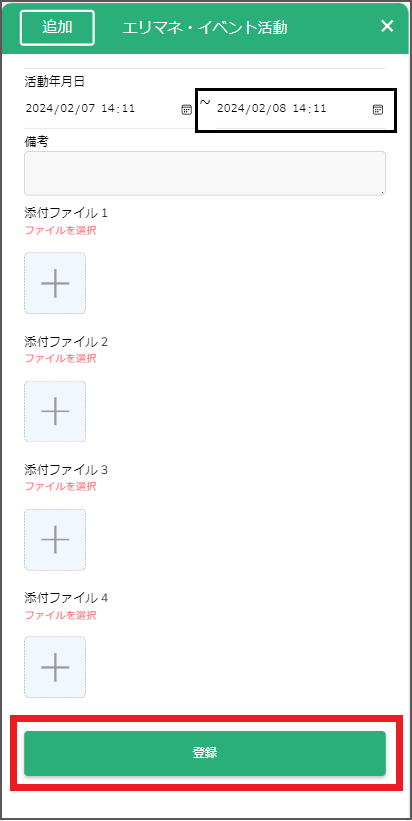 追加 エリマネ・イベント活動 ×
活動年月日
2024/02/07 14:11 ~ 2024/02/08 14:11
備考
添付ファイル1
ファイルを選択
添付ファイル2
ファイルを選択
添付ファイル3
ファイルを選択
添付ファイル4
ファイルを選択
登録